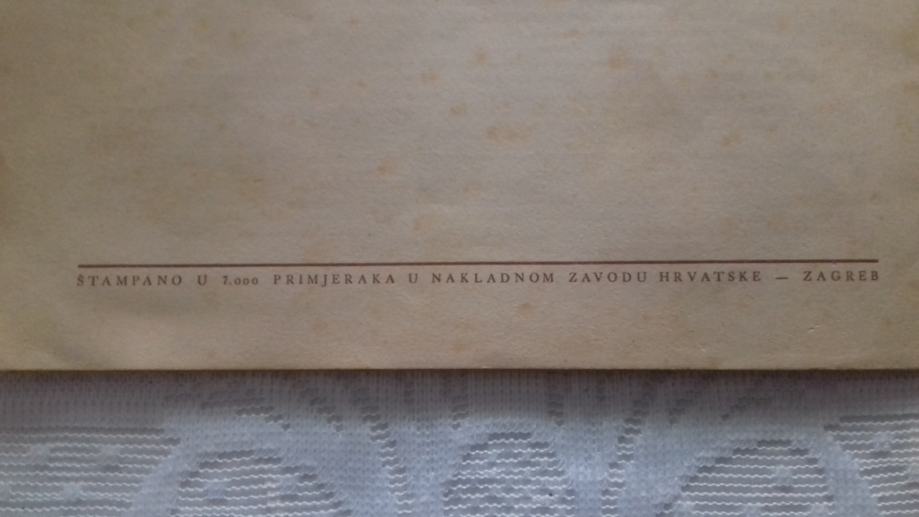 ŠTAMPANO U 7.000 PRIMJERAKA U NAKLADNOM ZAVODU HRVATSKE — ZAGREB